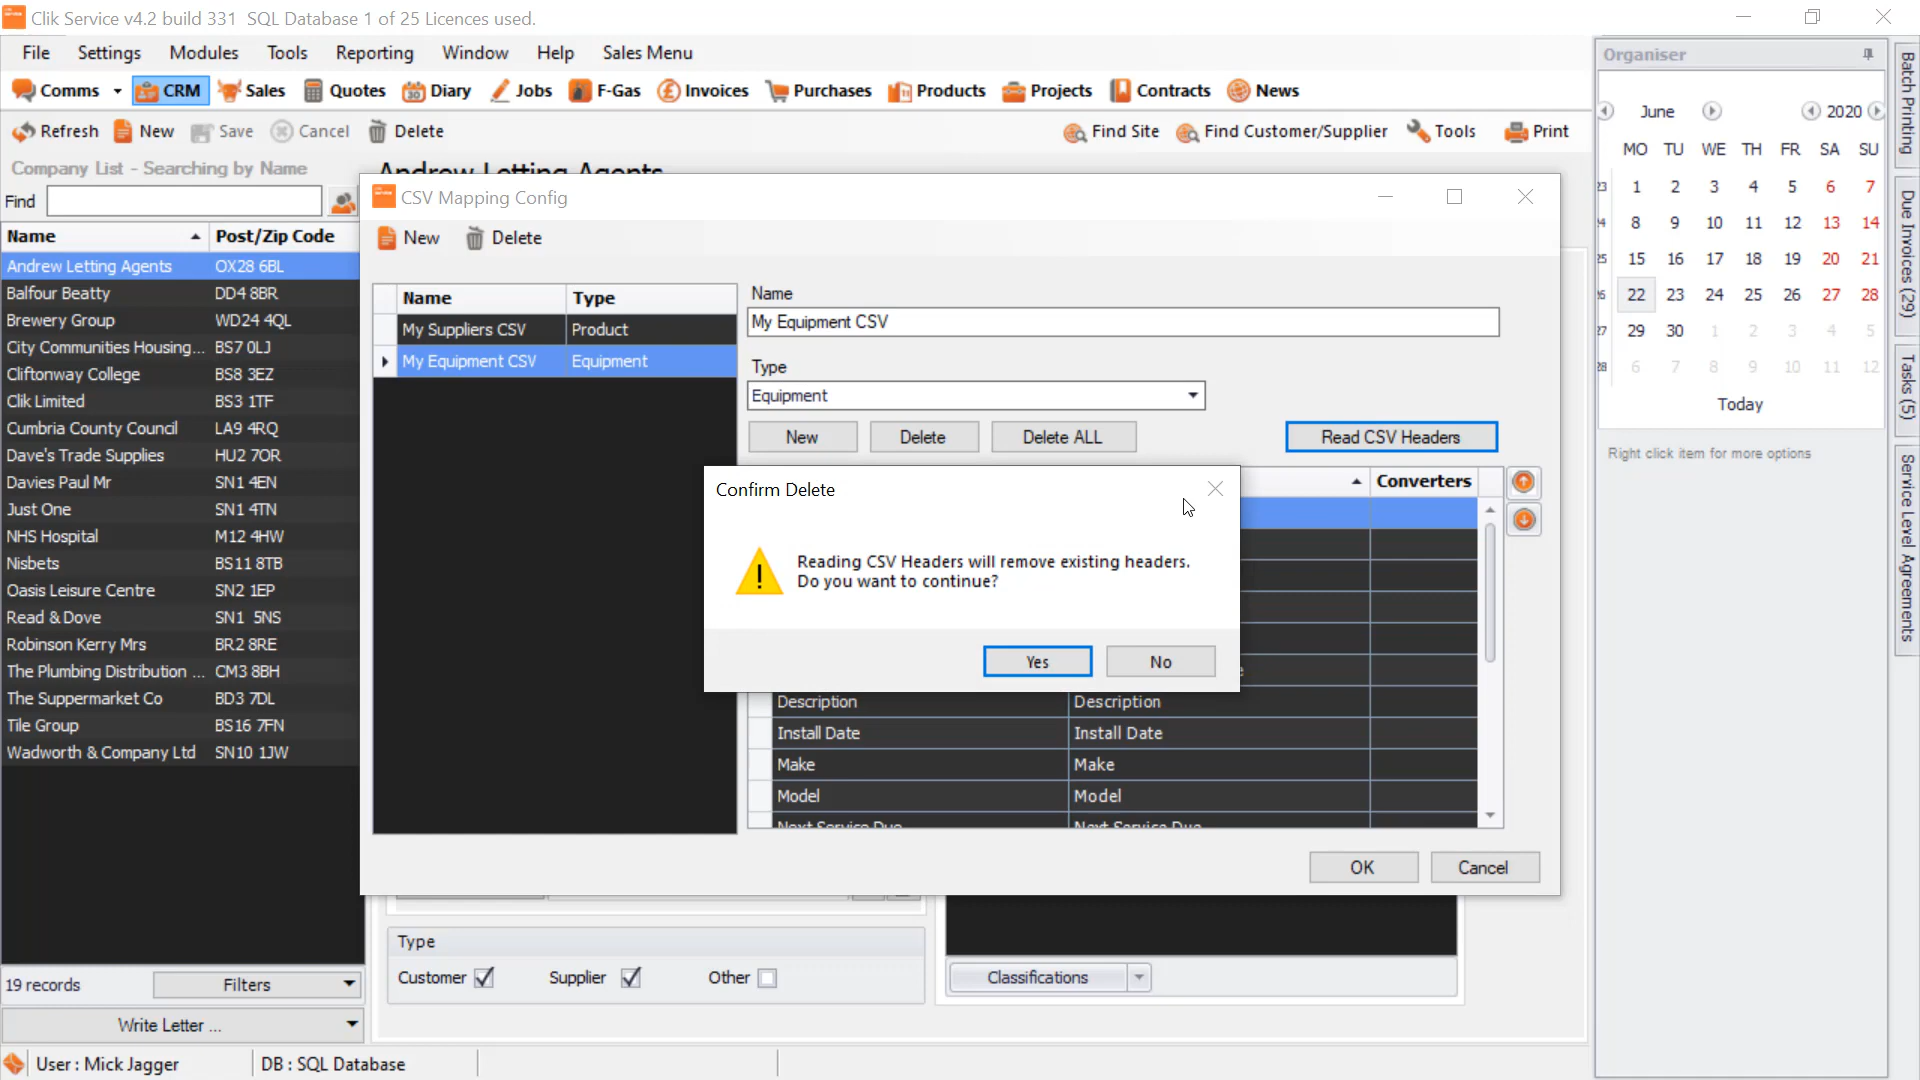 Clik Service v4.2 build 331 SQL Database 1 of 25 Licences used.
File Settings Modules Tools Reporting Window Help Sales Menu
Comms CRM Sales Quotes Diary Jobs F-Gas Invoices Purchases Products Projects Contracts News
Refresh New Save Cancel Delete Find Site Find Customer/Supplier Tools Print
Company List - Searching by Name
Andrew Letting Agents
Find
Name Post/Zip Code
Andrew Letting Agents OX28 6BL
Balfour Beatty DD4 8BR
Brewery Group WD24 4QL
City Communities Housing... BS7 0LJ
Cliftonway College BS8 3EZ
Clik Limited BS3 1TF
Cumbria County Council LA9 4RQ
Dave's Trade Supplies HU2 7OR
Davies Paul Mr SN1 4EN
Just One SN1 4TN
NHS Hospital M12 4HW
Nisbets BS11 8TB
Oasis Leisure Centre SN2 1EP
Read & Dove SN1 5NS
Robinson Kerry Mrs BR2 8RE
The Plumbing Distribution ... CM3 8BH
The Suppermarket Co BD3 7DL
Tile Group BS16 7FN
Wadworth & Company Ltd SN10 1JW
19 records Filters
Write Letter ...
User : Mick Jagger DB : SQL Database
CSV Mapping Config
New Delete
Name Type
My Suppliers CSV Product
My Equipment CSV Equipment
Name
My Equipment CSV
Type
Equipment
New Delete Delete ALL Read CSV Headers
Converters
Confirm Delete
Reading CSV Headers will remove existing headers.
Do you want to continue?
Yes No
Description Description
Install Date Install Date
Make Make
Model Model
Next Service Due Next Service Due
OK Cancel
Type
Customer Supplier Other
Classifications
Organiser
June 2020
MO TU WE TH FR SA SU
23 1 2 3 4 5 6 7
24 8 9 10 11 12 13 14
25 15 16 17 18 19 20 21
26 22 23 24 25 26 27 28
27 29 30 1 2 3 4 5
28 6 7 8 9 10 11 12
Today
Right click item for more options
Batch Printing
Due Invoices (29)
Tasks (5)
Service Level Agreements